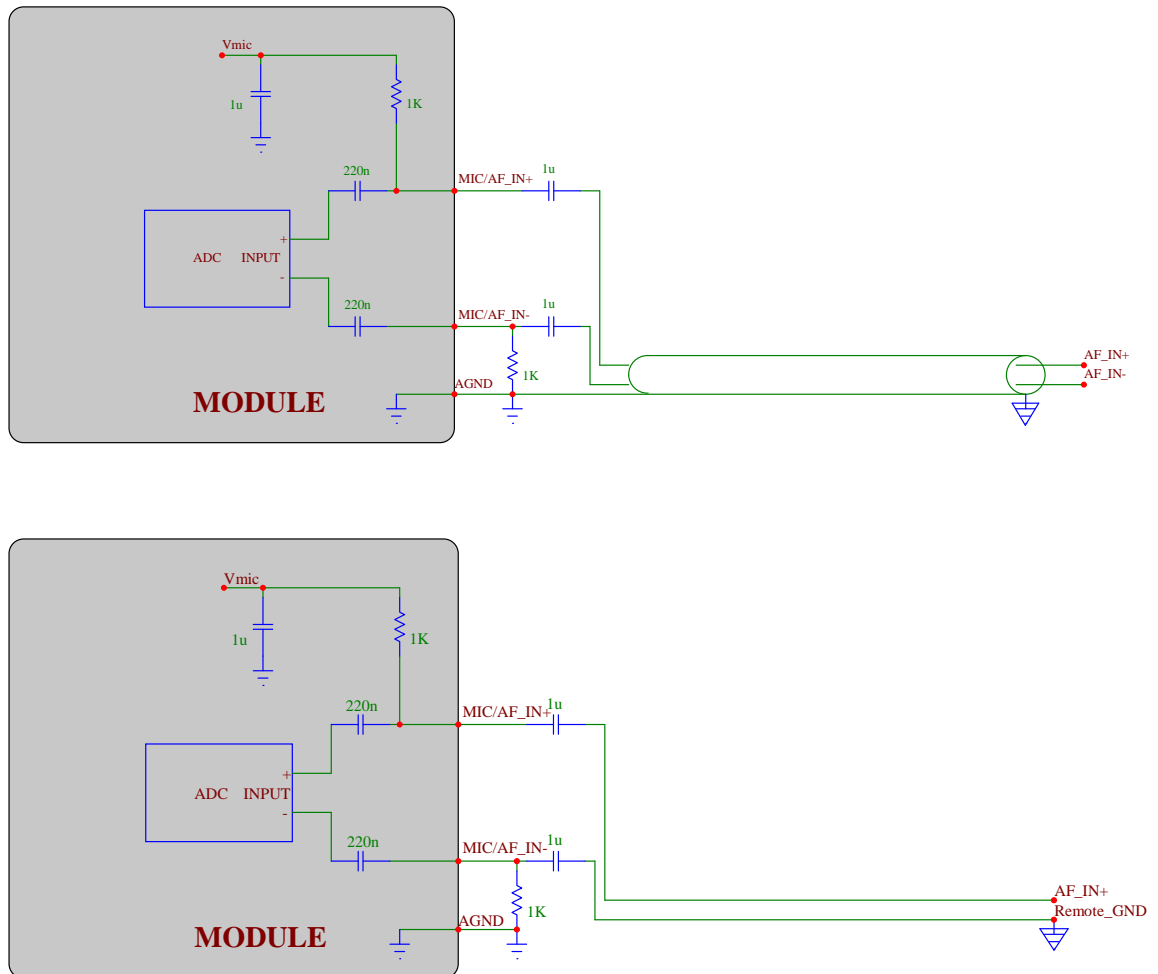 Vmic
1u
1K
220n
MIC/AF_IN+
1u
+
ADC INPUT
-
220n
MIC/AF_IN-
1u
1K
AGND
AF_IN+
AF_IN-
MODULE
Vmic
1u
1K
220n
MIC/AF_IN+
1u
+
ADC INPUT
-
220n
MIC/AF_IN-
1u
1K
AGND
AF_IN+
Remote_GND
MODULE